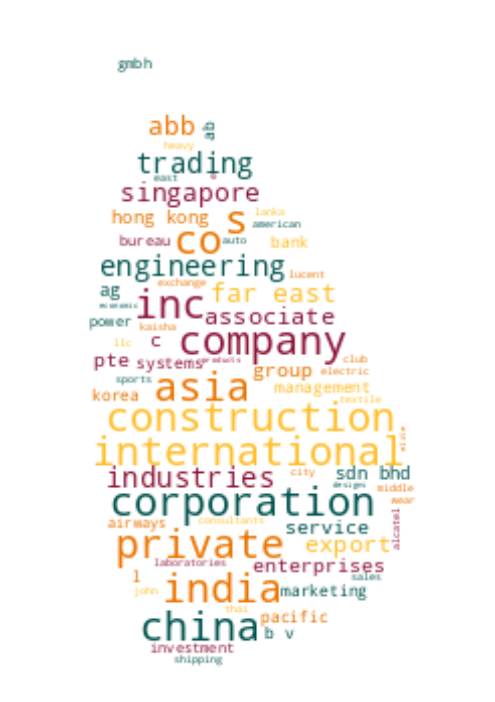 gmbh
abb ab
heavy
trading
east
singapore
hong kong s lanka
american
bureau co auto bank
engineering lucent
exchange
ag inc far east
economic
power associate
kaisha
llc c company
pte systems products club
group electric
sports asia management
korea textile
construction
international
industries city sdn bhd
designs
corporation middle
wear
airways consultants service
private export alcatel
laboratories enterprises
l india sales
john marketing
thai
china pacific
b v
investment
shipping